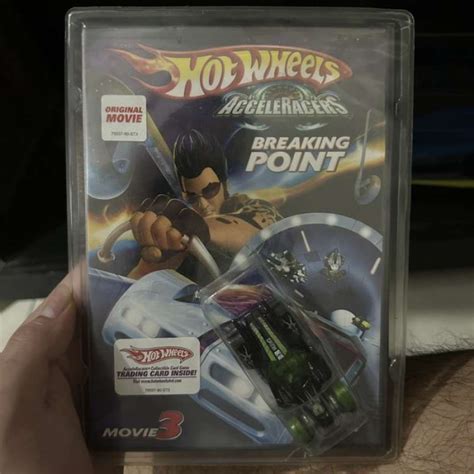 HOT WHEELS
ACCELERACERS
ORIGINAL
MOVIE
BREAKING
POINT
HOT WHEELS
TRADING CARD INSIDE!
MOVIE 3